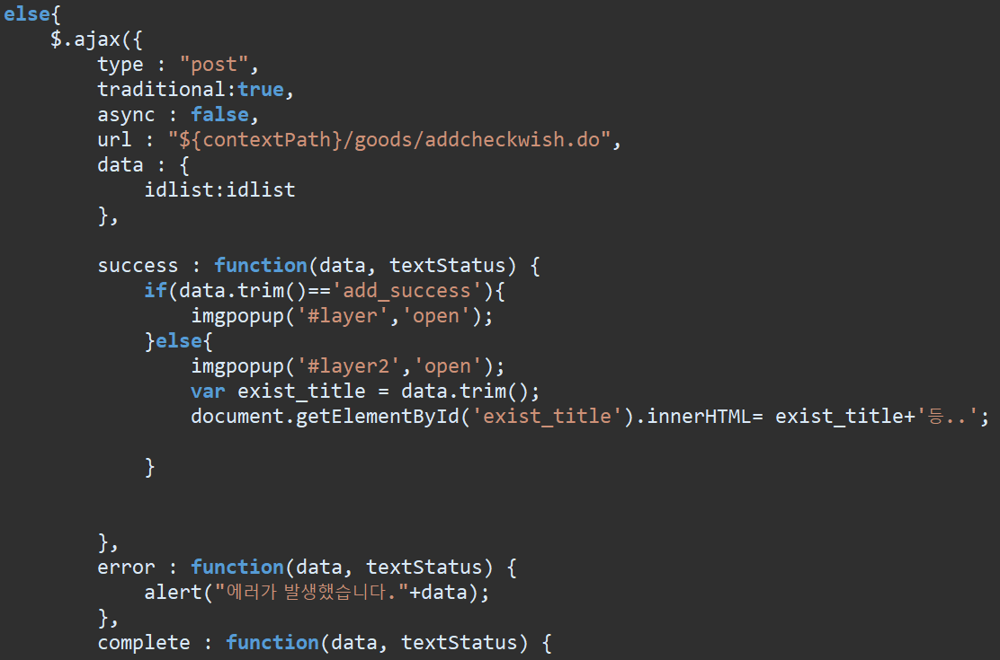 else{
    $.ajax({
        type : "post",
        traditional:true,
        async : false,
        url : "${contextPath}/goods/addcheckwish.do",
        data : {
            idlist:idlist
        },
        success : function(data, textStatus) {
            if(data.trim()=='add_success'){
                imgpopup('#layer','open');
            }else{
                imgpopup('#layer2','open');
                var exist_title = data.trim();
                document.getElementById('exist_title').innerHTML= exist_title+'등..';
            }
        },
        error : function(data, textStatus) {
            alert("에러가 발생했습니다."+data);
        },
        complete : function(data, textStatus) {